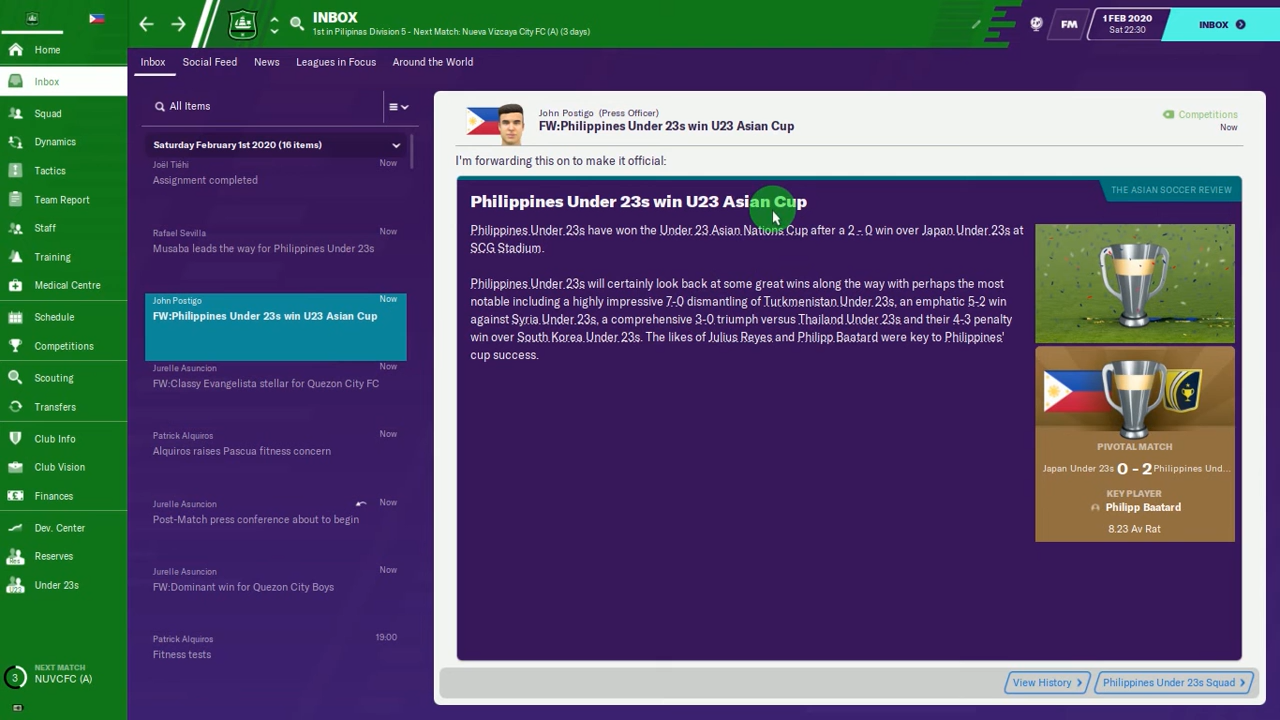 INBOX
1st in Pilipinas Division 5 - Next Match: Nueva Vizcaya City FC (A) (3 days)
FM
1 FEB 2020
Sat 22:30
INBOX
Home
Inbox
Squad
Dynamics
Tactics
Team Report
Staff
Training
Medical Centre
Schedule
Competitions
Scouting
Transfers
Club Info
Club Vision
Finances
Dev. Center
Reserves
Under 23s
3
NEXT MATCH
NUVCFC (A)
Inbox
Social Feed
News
Leagues in Focus
Around the World
All Items
Saturday February 1st 2020 (16 items)
Joël Tiéhi
Now
Assignment completed
Rafael Sevilla
Now
Musaba leads the way for Philippines Under 23s
John Postigo
Now
FW:Philippines Under 23s win U23 Asian Cup
Jurelle Asuncion
Now
FW:Classy Evangelista stellar for Quezon City FC
Patrick Alquiros
Now
Alquiros raises Pascua fitness concern
Jurelle Asuncion
Now
Post-Match press conference about to begin
Jurelle Asuncion
Now
FW:Dominant win for Quezon City Boys
Patrick Alquiros
19:00
Fitness tests
John Postigo (Press Officer)
FW:Philippines Under 23s win U23 Asian Cup
Competitions
Now
I'm forwarding this on to make it official:
THE ASIAN SOCCER REVIEW
Philippines Under 23s win U23 Asian Cup
Philippines Under 23s have won the Under 23 Asian Nations Cup after a 2 - 0 win over Japan Under 23s at
SCG Stadium.
Philippines Under 23s will certainly look back at some great wins along the way with perhaps the most
notable including a highly impressive 7-0 dismantling of Turkmenistan Under 23s, an emphatic 5-2 win
against Syria Under 23s, a comprehensive 3-0 triumph versus Thailand Under 23s and their 4-3 penalty
win over South Korea Under 23s. The likes of Julius Reyes and Philipp Baatard were key to Philippines'
cup success.
PIVOTAL MATCH
Japan Under 23s 0 - 2 Philippines Und...
KEY PLAYER
Philipp Baatard
8.23 Av Rat
View History
Philippines Under 23s Squad